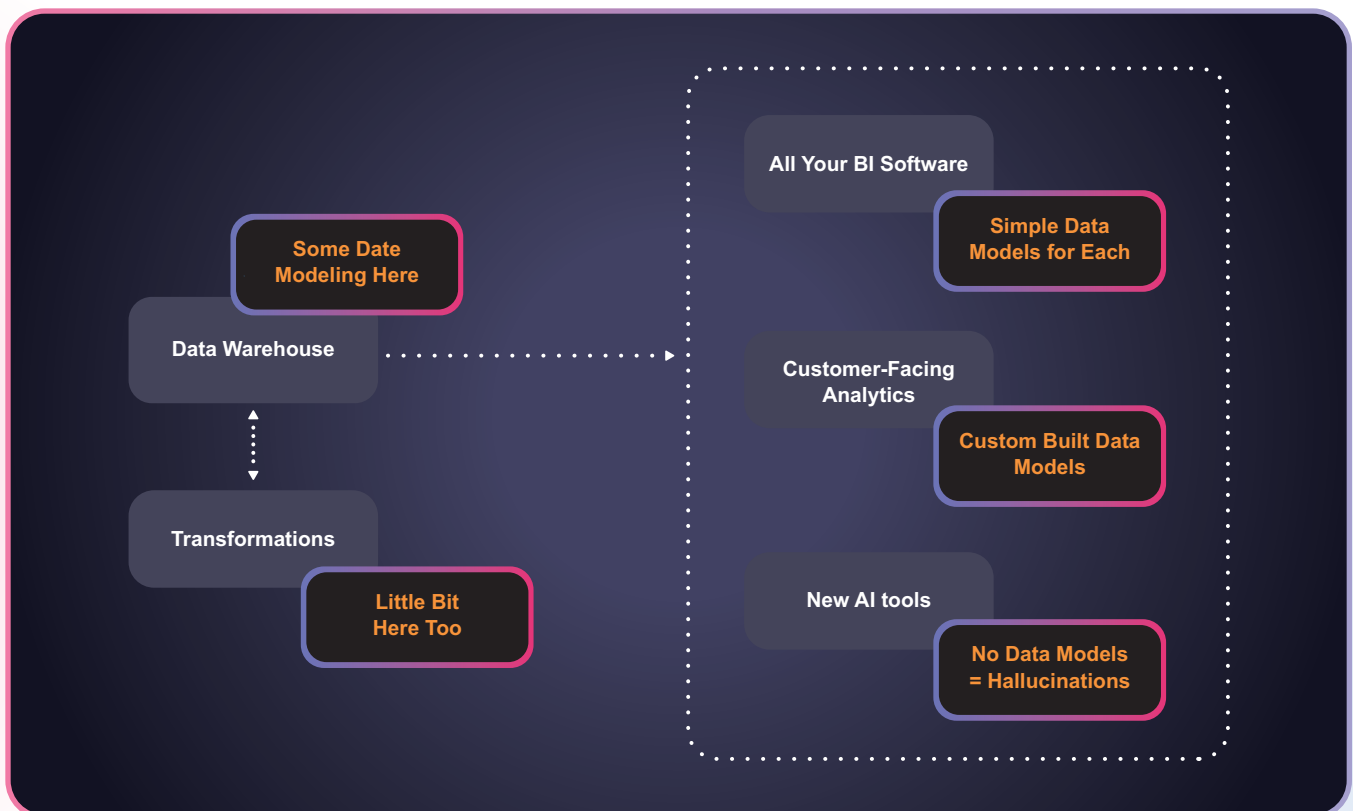 Some Date
Modeling Here
Data Warehouse
Transformations
Little Bit
Here Too
All Your BI Software
Simple Data
Models for Each
Customer-Facing
Analytics
Custom Built Data
Models
New AI tools
No Data Models
= Hallucinations